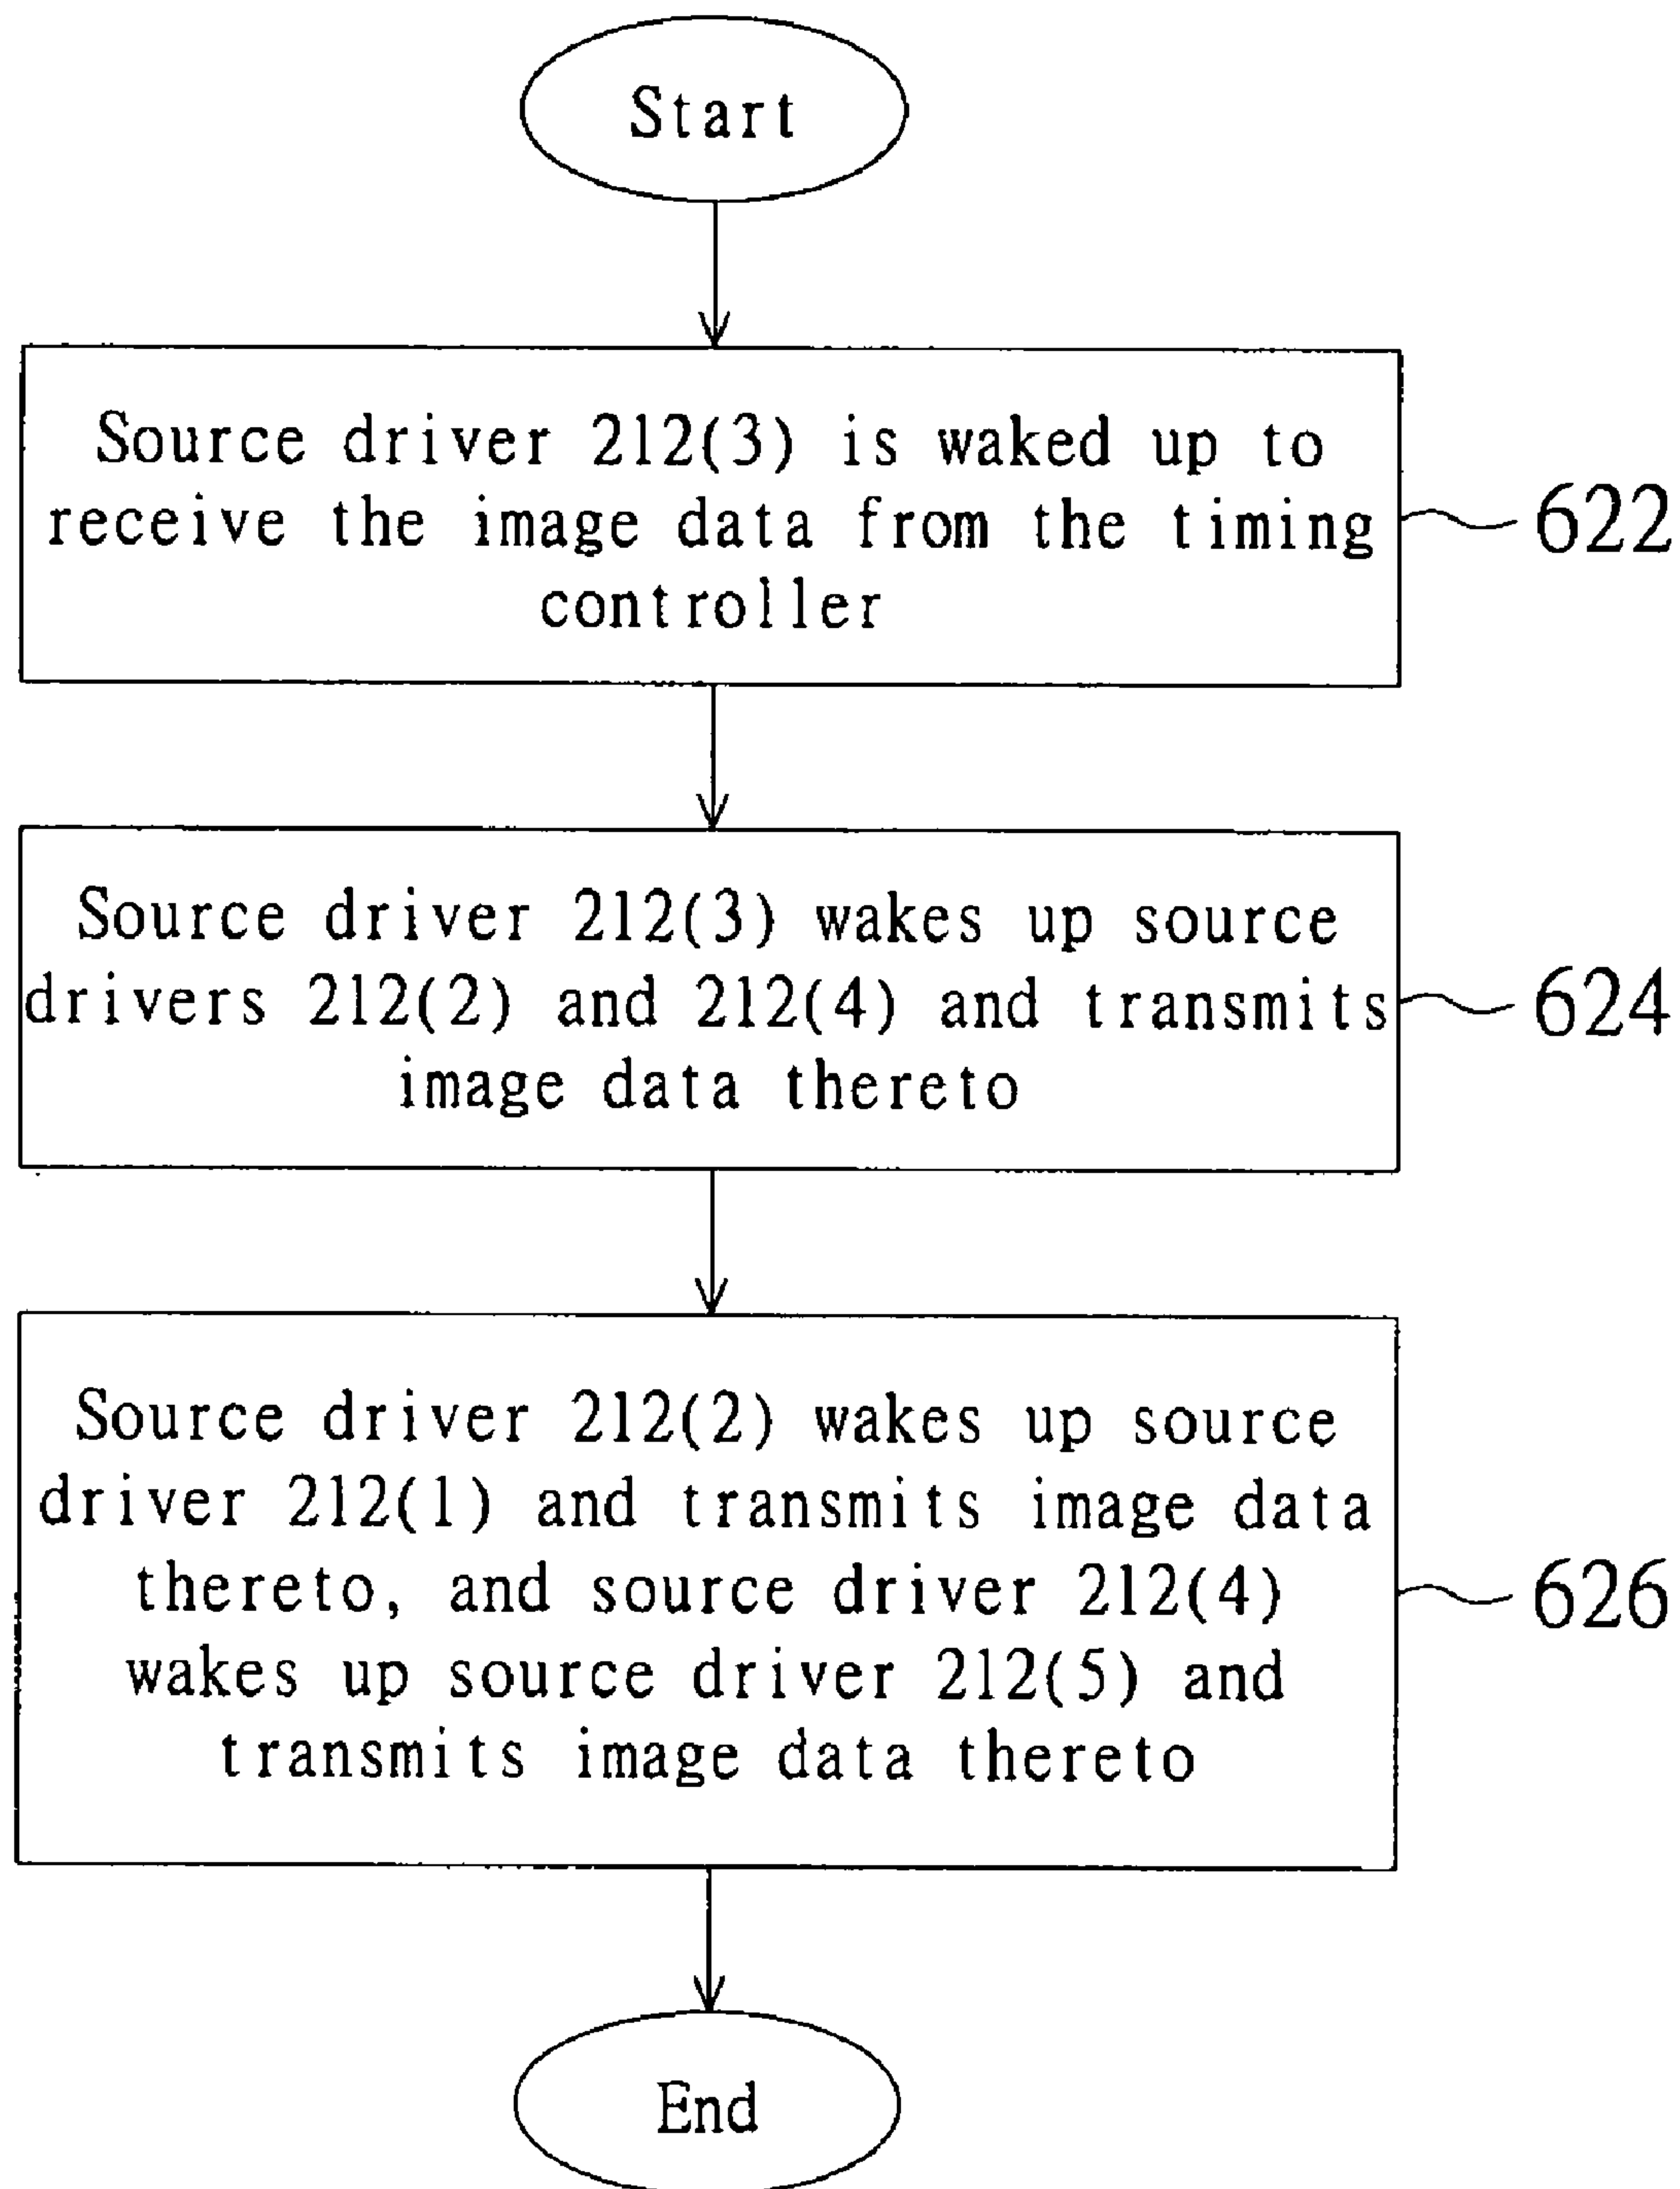 Start
Source driver 212(3) is waked up to
receive the image data from the timing
controller
622
Source driver 212(3) wakes up source
drivers 212(2) and 212(4) and transmits
image data thereto
624
Source driver 212(2) wakes up source
driver 212(1) and transmits image data
thereto, and source driver 212(4)
wakes up source driver 212(5) and
transmits image data thereto
626
End